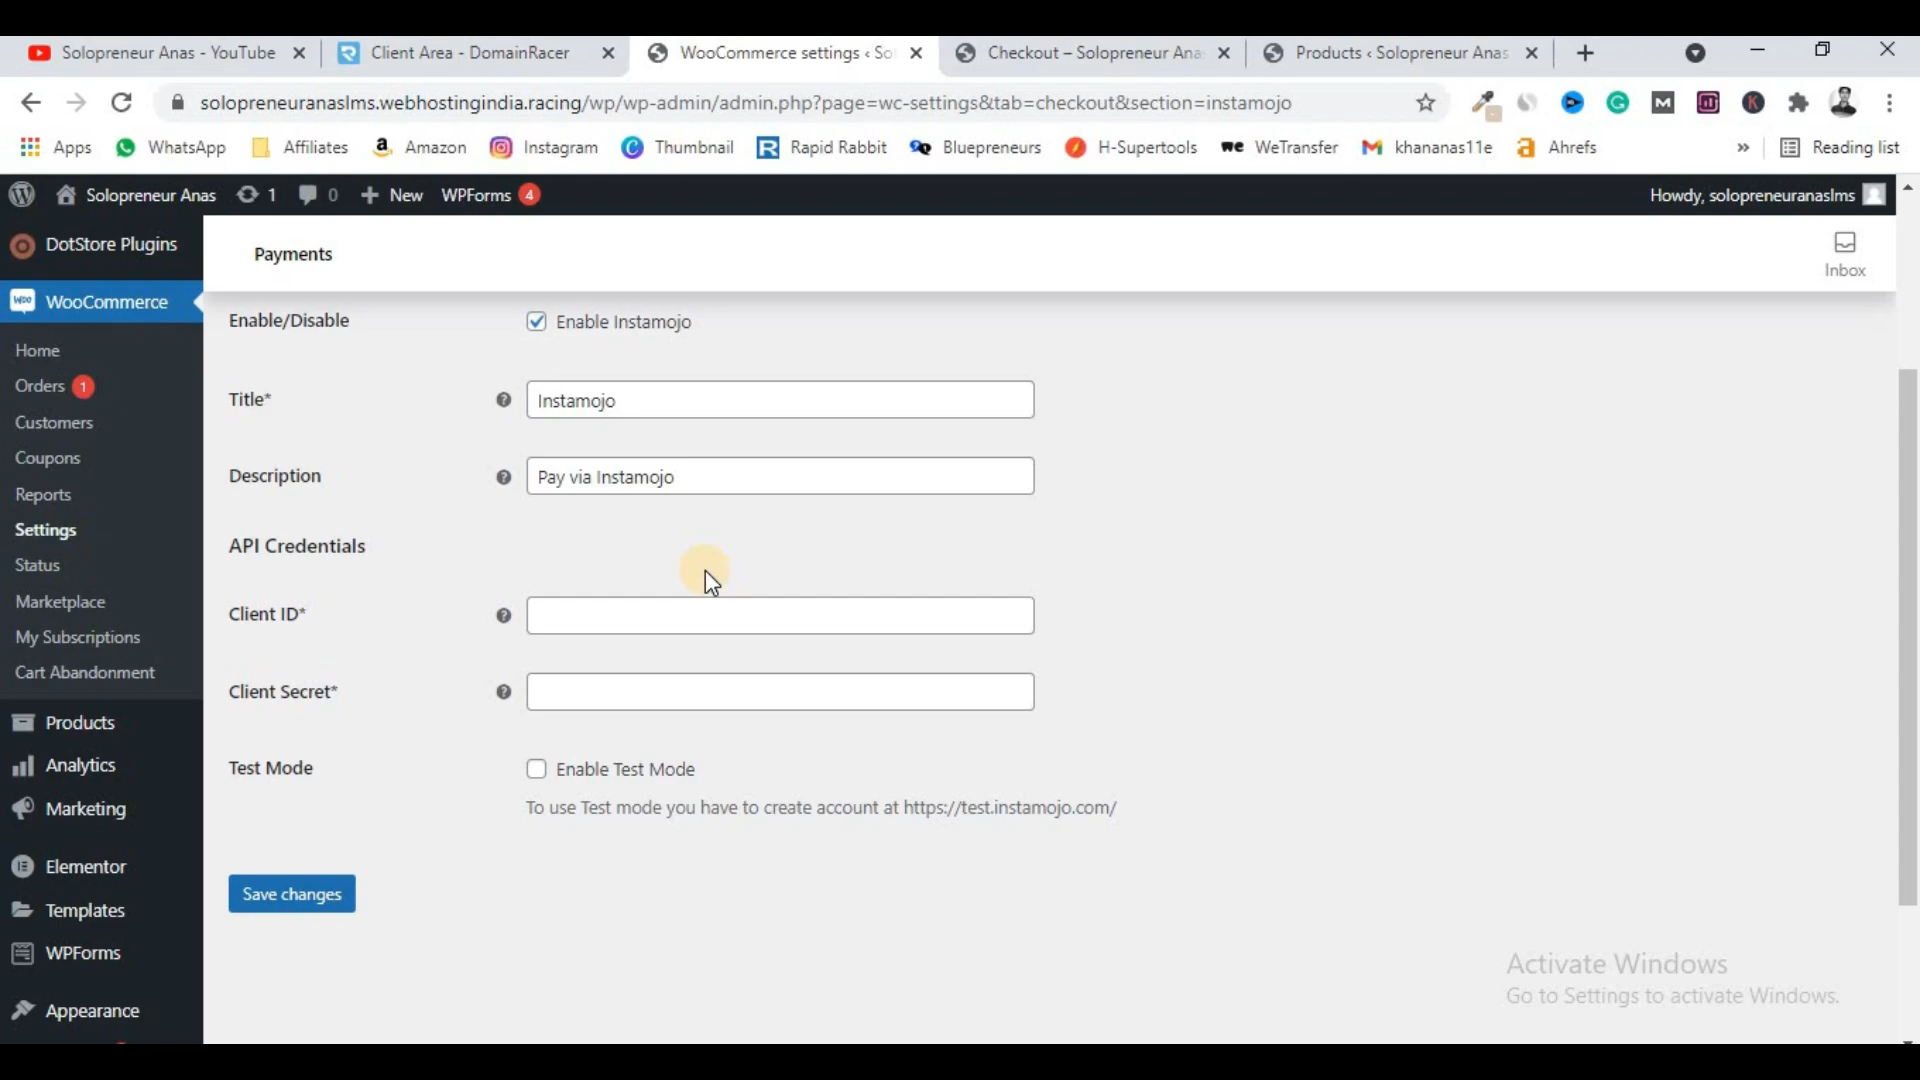 Solopreneur Anas - YouTube
Client Area - DomainRacer
WooCommerce settings ‹ So
Checkout – Solopreneur Ana
Products ‹ Solopreneur Anas
solopreneuranaslms.webhostingindia.racing/wp/wp-admin/admin.php?page=wc-settings&tab=checkout&section=instamojo
Apps
WhatsApp
Affiliates
Amazon
Instagram
Thumbnail
Rapid Rabbit
Bluepreneurs
H-Supertools
WeTransfer
khananas11e
Ahrefs
»
Reading list
Solopreneur Anas
1
0
New
WPForms 4
Howdy, solopreneuranaslms
DotStore Plugins
Payments
Inbox
WooCommerce
Home
Orders 1
Customers
Coupons
Reports
Settings
Status
Marketplace
My Subscriptions
Cart Abandonment
Products
Analytics
Marketing
Elementor
Templates
WPForms
Appearance
Enable/Disable
Enable Instamojo
Title*
Instamojo
Description
Pay via Instamojo
API Credentials
Client ID*
Client Secret*
Test Mode
Enable Test Mode
To use Test mode you have to create account at https://test.instamojo.com/
Save changes
Activate Windows
Go to Settings to activate Windows.